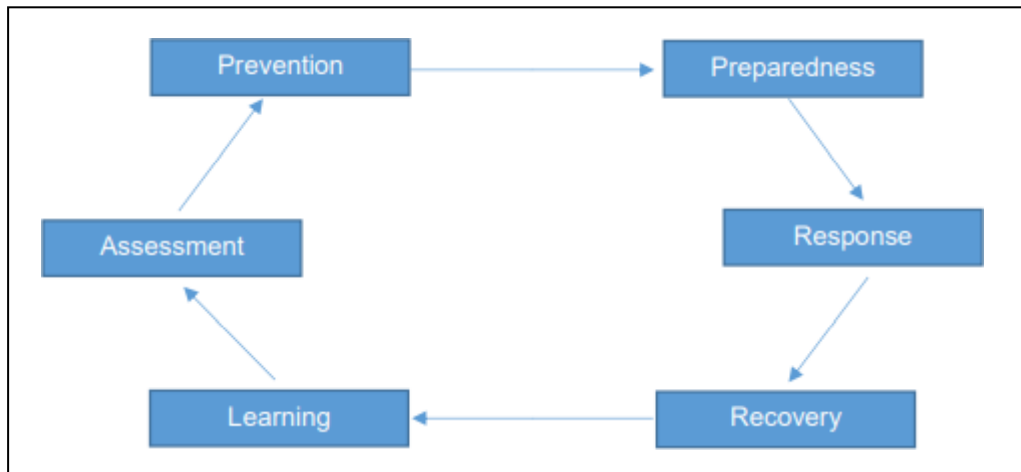 Prevention
Preparedness
Assessment
Response
Learning
Recovery